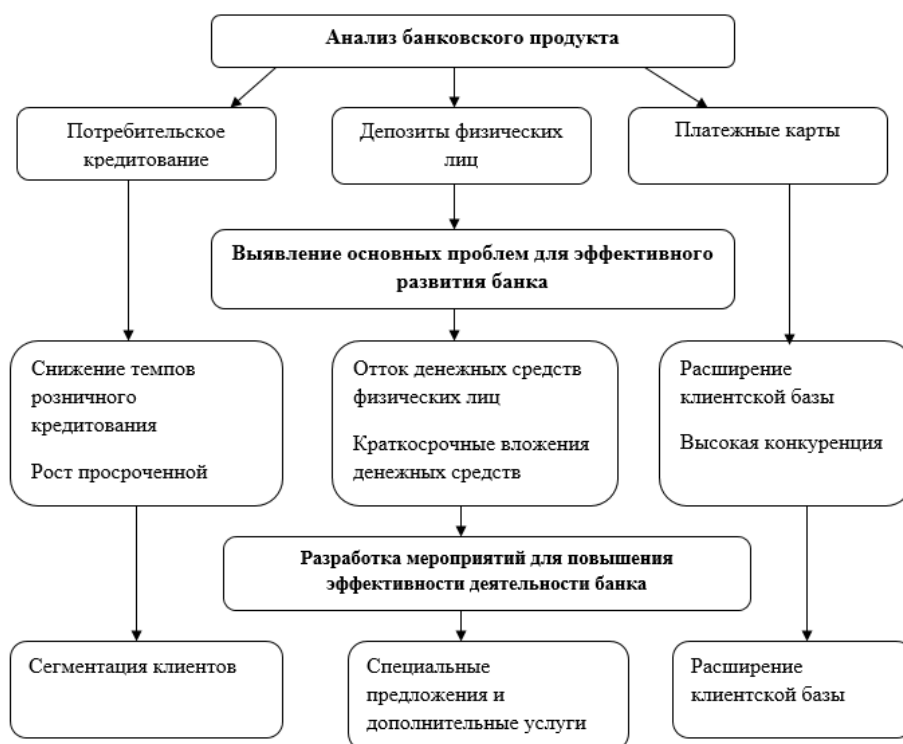 Анализ банковского продукта
Потребительское
кредитование
Депозиты физических
лиц
Платежные карты
Выявление основных проблем для эффективного
развития банка
Снижение темпов
розничного
кредитования
Рост просроченной
Отток денежных средств
физических лиц
Краткосрочные вложения
денежных средств
Расширение
клиентской базы
Высокая конкуренция
Разработка мероприятий для повышения
эффективности деятельности банка
Сегментация клиентов
Специальные
предложения и
дополнительные услуги
Расширение
клиентской базы